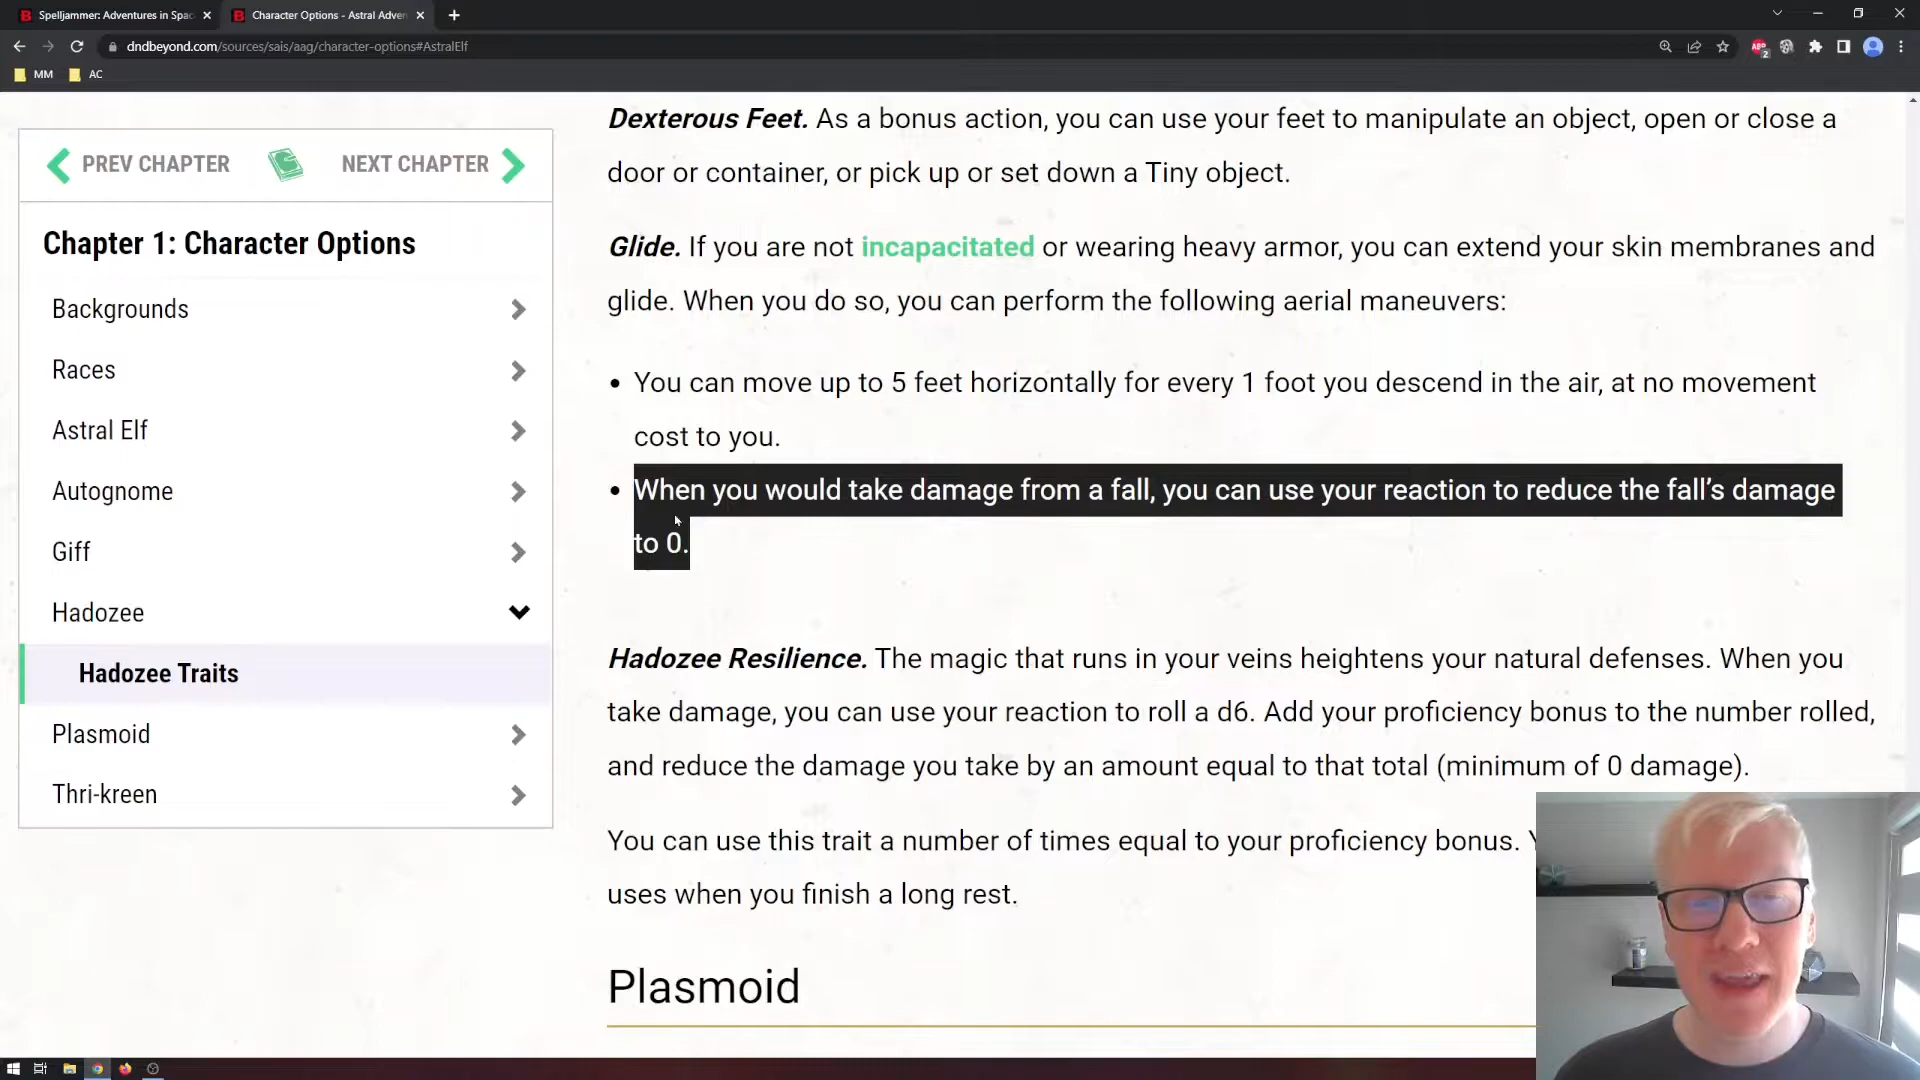 Spelljammer: Adventures in Spac
Character Options - Astral Adven
dndbeyond.com/sources/sais/aag/character-options#AstralElf
ABP
2
MM
AC
PREV CHAPTER
NEXT CHAPTER
Chapter 1: Character Options
Backgrounds
Races
Astral Elf
Autognome
Giff
Hadozee
Hadozee Traits
Plasmoid
Thri-kreen
Dexterous Feet. As a bonus action, you can use your feet to manipulate an object, open or close a
door or container, or pick up or set down a Tiny object.
Glide. If you are not incapacitated or wearing heavy armor, you can extend your skin membranes and
glide. When you do so, you can perform the following aerial maneuvers:
• You can move up to 5 feet horizontally for every 1 foot you descend in the air, at no movement
cost to you.
• When you would take damage from a fall, you can use your reaction to reduce the fall’s damage
to 0.
Hadozee Resilience. The magic that runs in your veins heightens your natural defenses. When you
take damage, you can use your reaction to roll a d6. Add your proficiency bonus to the number rolled,
and reduce the damage you take by an amount equal to that total (minimum of 0 damage).
You can use this trait a number of times equal to your proficiency bonus.
uses when you finish a long rest.
Plasmoid